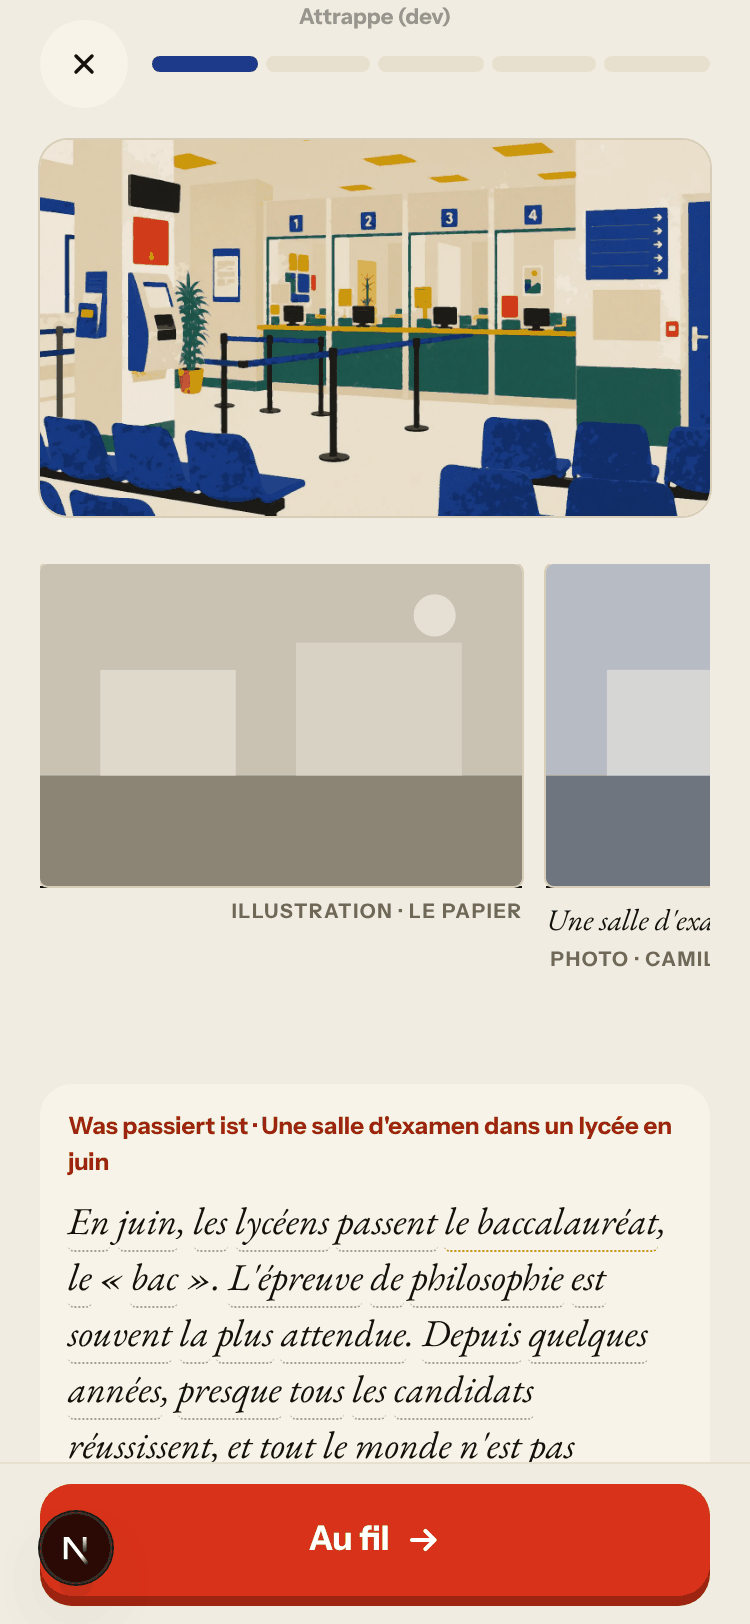 Attrappe (dev)
1
2
3
4
ILLUSTRATION · LE PAPIER
Une salle d'exa
PHOTO · CAMIL
Was passiert ist · Une salle d'examen dans un lycée en
juin
En juin, les lycéens passent le baccalauréat,
le « bac ». L'épreuve de philosophie est
souvent la plus attendue. Depuis quelques
années, presque tous les candidats
réussissent, et tout le monde n'est pas
N
Au fil →